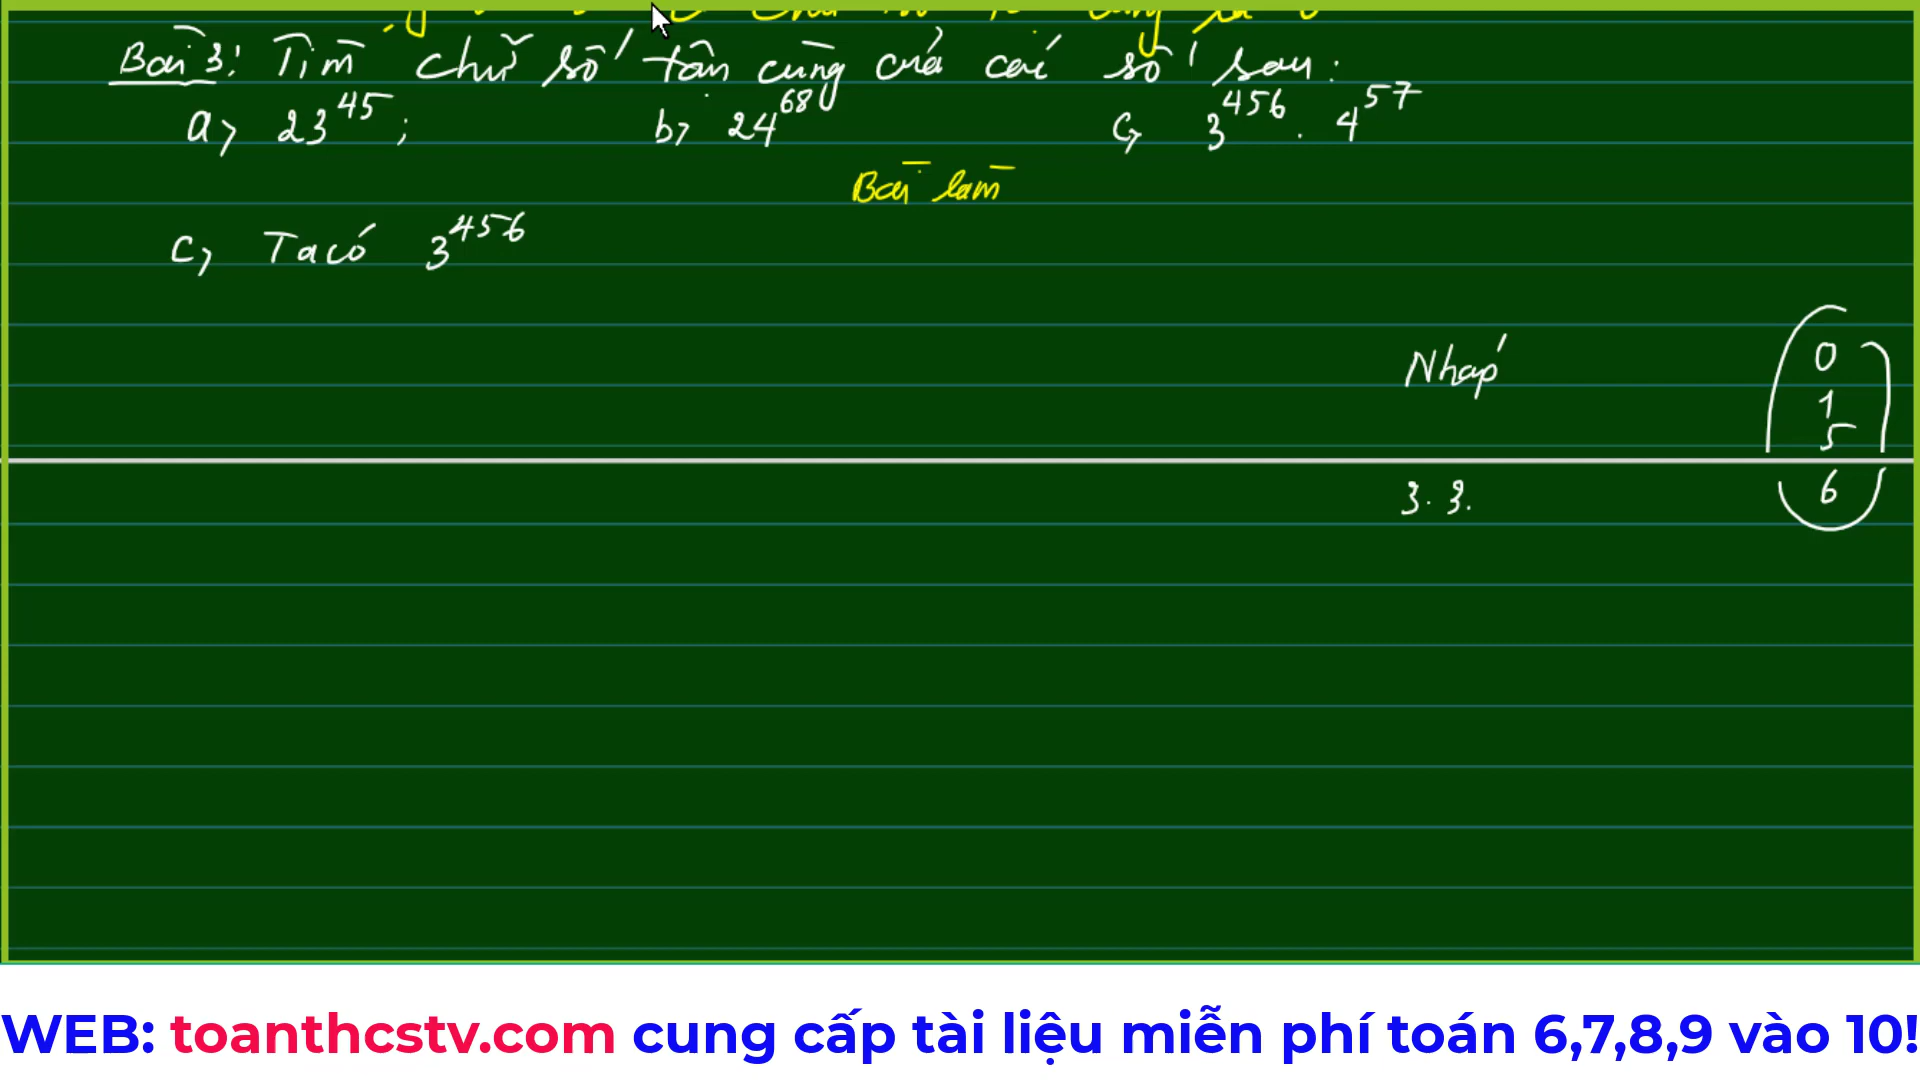 Bài 3: Tìm chữ số tận cùng của các số sau:
a, 23^45; b, 24^68 c, 3^456 . 4^57
Bài làm
c, Ta có 3^456
Nháp
0
1
5
6
3.3.
WEB: toanthcstv.com cung cấp tài liệu miễn phí toán 6,7,8,9 vào 10!